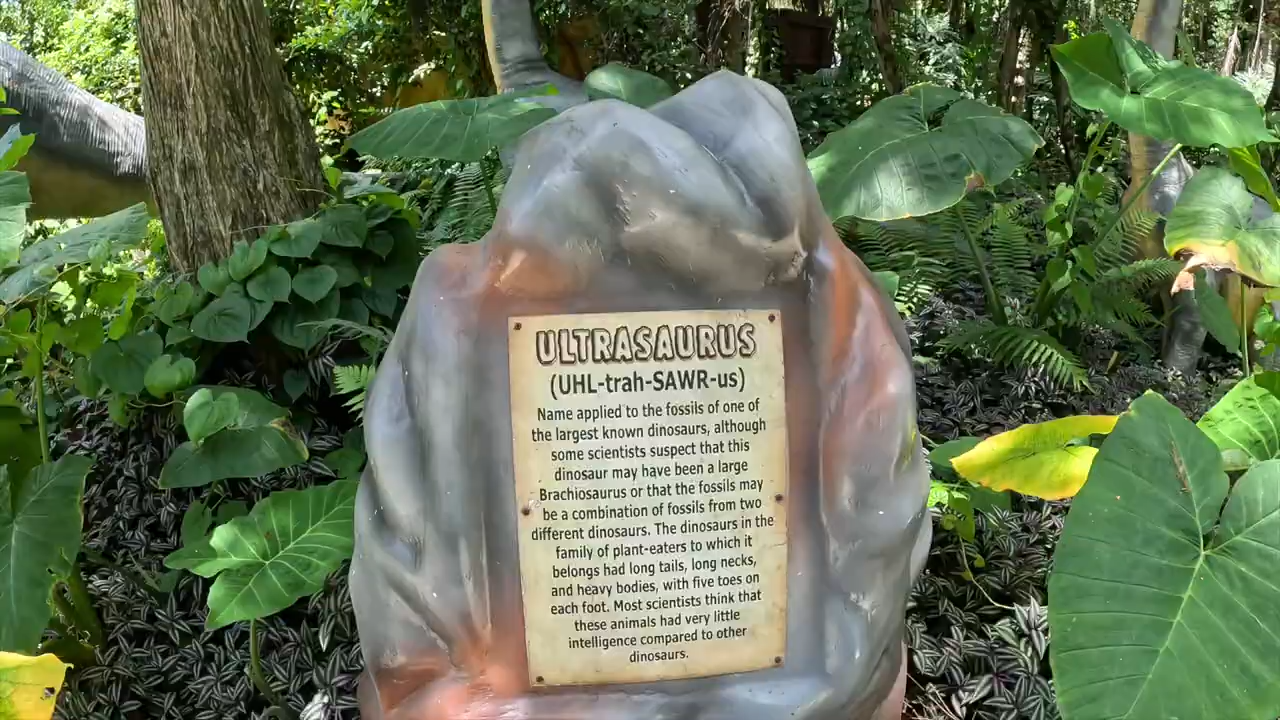 ULTRASAURUS
(UHL-trah-SAWR-us)
Name applied to the fossils of one of
the largest known dinosaurs, although
some scientists suspect that this
dinosaur may have been a large
Brachiosaurus or that the fossils may
be a combination of fossils from two
different dinosaurs. The dinosaurs in the
family of plant-eaters to which it
belongs had long tails, long necks,
and heavy bodies, with five toes on
each foot. Most scientists think that
these animals had very little
intelligence compared to other
dinosaurs.